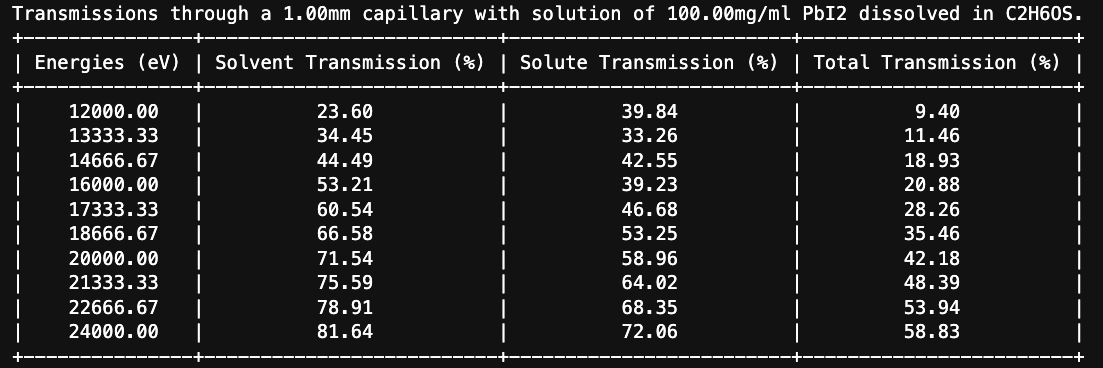 Transmissions through a 1.00mm capillary with solution of 100.00mg/ml PbI2 dissolved in C2H6OS.
+---------------+--------------------------+-------------------------+------------------------+
| Energies (eV) | Solvent Transmission (%) | Solute Transmission (%) | Total Transmission (%) |
+---------------+--------------------------+-------------------------+------------------------+
| 12000.00 | 23.60 | 39.84 | 9.40 |
| 13333.33 | 34.45 | 33.26 | 11.46 |
| 14666.67 | 44.49 | 42.55 | 18.93 |
| 16000.00 | 53.21 | 39.23 | 20.88 |
| 17333.33 | 60.54 | 46.68 | 28.26 |
| 18666.67 | 66.58 | 53.25 | 35.46 |
| 20000.00 | 71.54 | 58.96 | 42.18 |
| 21333.33 | 75.59 | 64.02 | 48.39 |
| 22666.67 | 78.91 | 68.35 | 53.94 |
| 24000.00 | 81.64 | 72.06 | 58.83 |
+---------------+--------------------------+-------------------------+------------------------+